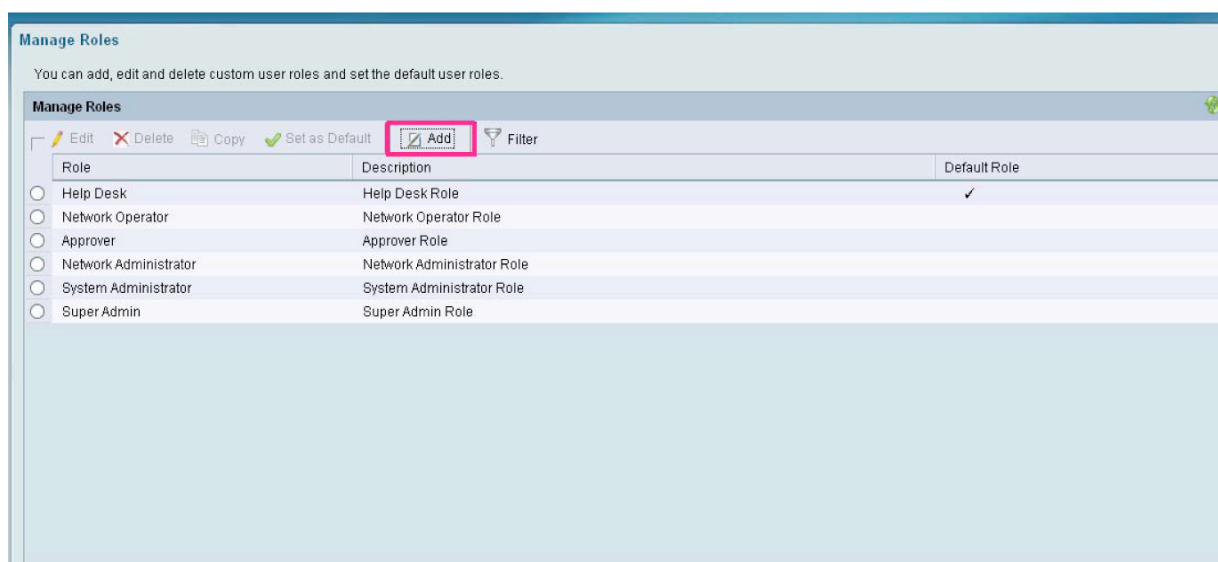 Manage Roles
You can add, edit and delete custom user roles and set the default user roles.
Manage Roles
Edit Delete Copy Set as Default Add Filter
Role Description Default Role
Help Desk Help Desk Role ✓
Network Operator Network Operator Role
Approver Approver Role
Network Administrator Network Administrator Role
System Administrator System Administrator Role
Super Admin Super Admin Role